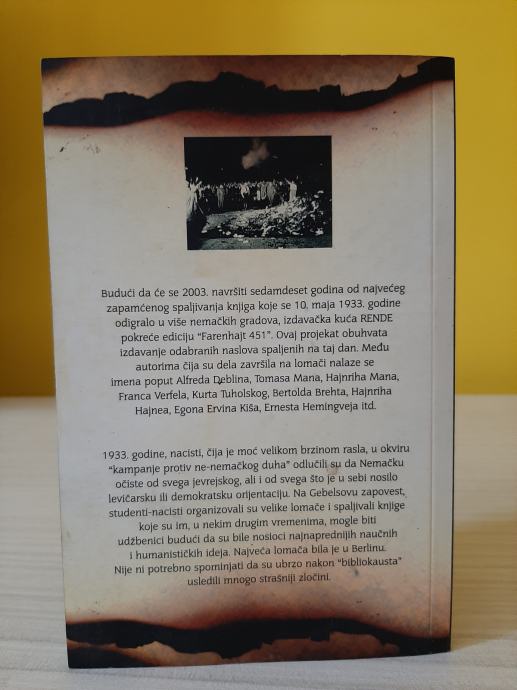 Budući da će se 2003. navršiti sedamdeset godina od najvećeg
zapamćenog spaljivanja knjiga koje se 10. maja 1933. godine
odigralo u više nemačkih gradova, izdavačka kuća RENDE
pokreće ediciju “Farenhajt 451”. Ovaj projekat obuhvata
izdavanje odabranih naslova spaljenih na taj dan. Među
autorima čija su dela završila na lomači nalaze se
imena poput Alfreda Deblina, Tomasa Mana, Hajnriha Mana,
Franca Verfela, Kurta Tuholskog, Bertolda Brehta, Hajnriha
Hajnea, Egona Ervina Kiša, Ernesta Hemingveja itd.
1933. godine, nacisti, čija je moć velikom brzinom rasla, u okviru
“kampanje protiv ne-nemačkog duha” odlučili su da Nemačku
očiste od svega jevrejskog, ali i od svega što je u sebi nosilo
levičarsku ili demokratsku orijentaciju. Na Gebelsovu zapovest,
studenti-nacisti organizovali su velike lomače i spaljivali knjige
koje su im, u nekim drugim vremenima, mogle biti
udžbenici budući da su bile nosioci najnaprednijih naučnih
i humanističkih ideja. Najveća lomača bila je u Berlinu.
Nije ni potrebno spominjati da su ubrzo nakon “bibliokausta”
usledili mnogo strašniji zločini.